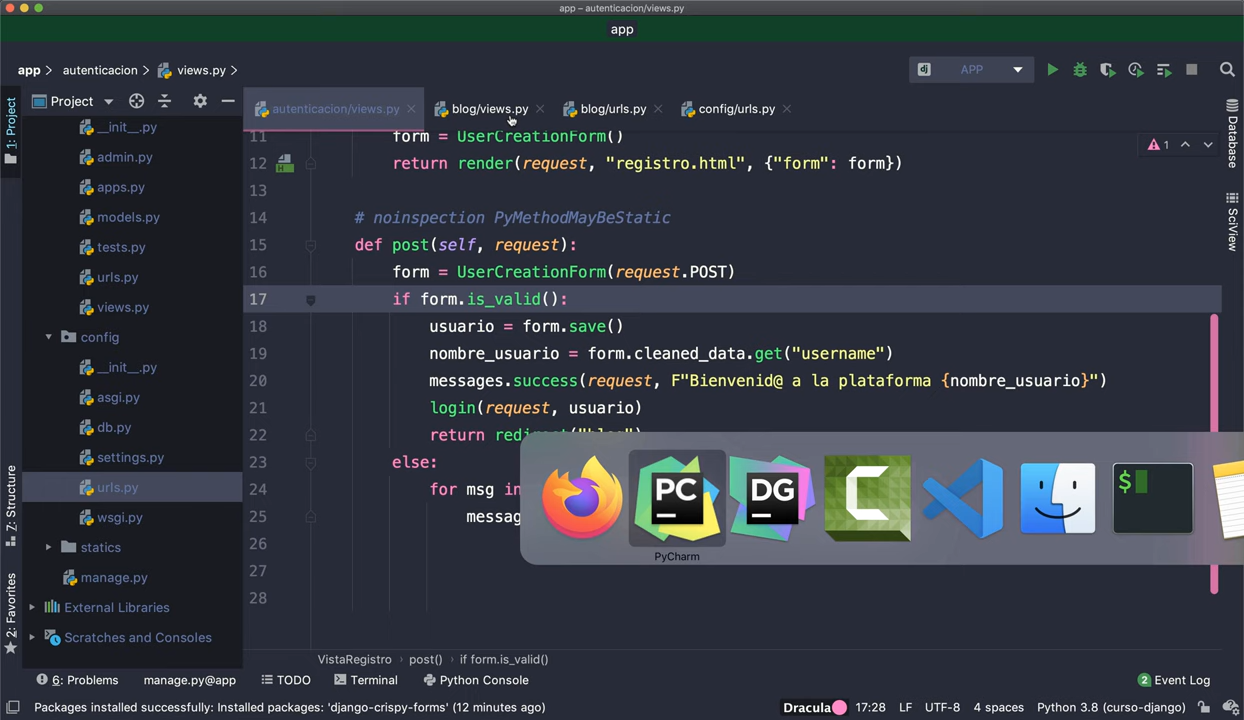 app – autenticacion/views.py
app
app > autenticacion > views.py >
dj APP
1: Project
Project
autenticacion/views.py
blog/views.py
blog/urls.py
config/urls.py
__init__.py
admin.py
apps.py
models.py
tests.py
urls.py
views.py
config
__init__.py
asgi.py
db.py
settings.py
urls.py
wsgi.py
statics
manage.py
External Libraries
Scratches and Consoles
Z: Structure
2: Favorites
Database
SciView
1
11 form = UserCreationForm()
12 return render(request, "registro.html", {"form": form})
13
14 # noinspection PyMethodMayBeStatic
15 def post(self, request):
16 form = UserCreationForm(request.POST)
17 if form.is_valid():
18 usuario = form.save()
19 nombre_usuario = form.cleaned_data.get("username")
20 messages.success(request, F"Bienvenid@ a la plataforma {nombre_usuario}")
21 login(request, usuario)
22 return
23 else:
24 for msg in
25
26
27
28
PC
DG
C
$
PyCharm
VistaRegistro > post() > if form.is_valid()
6: Problems
manage.py@app
TODO
Terminal
Python Console
2 Event Log
Packages installed successfully: Installed packages: 'django-crispy-forms' (12 minutes ago)
Dracula
17:28
LF
UTF-8
4 spaces
Python 3.8 (curso-django)